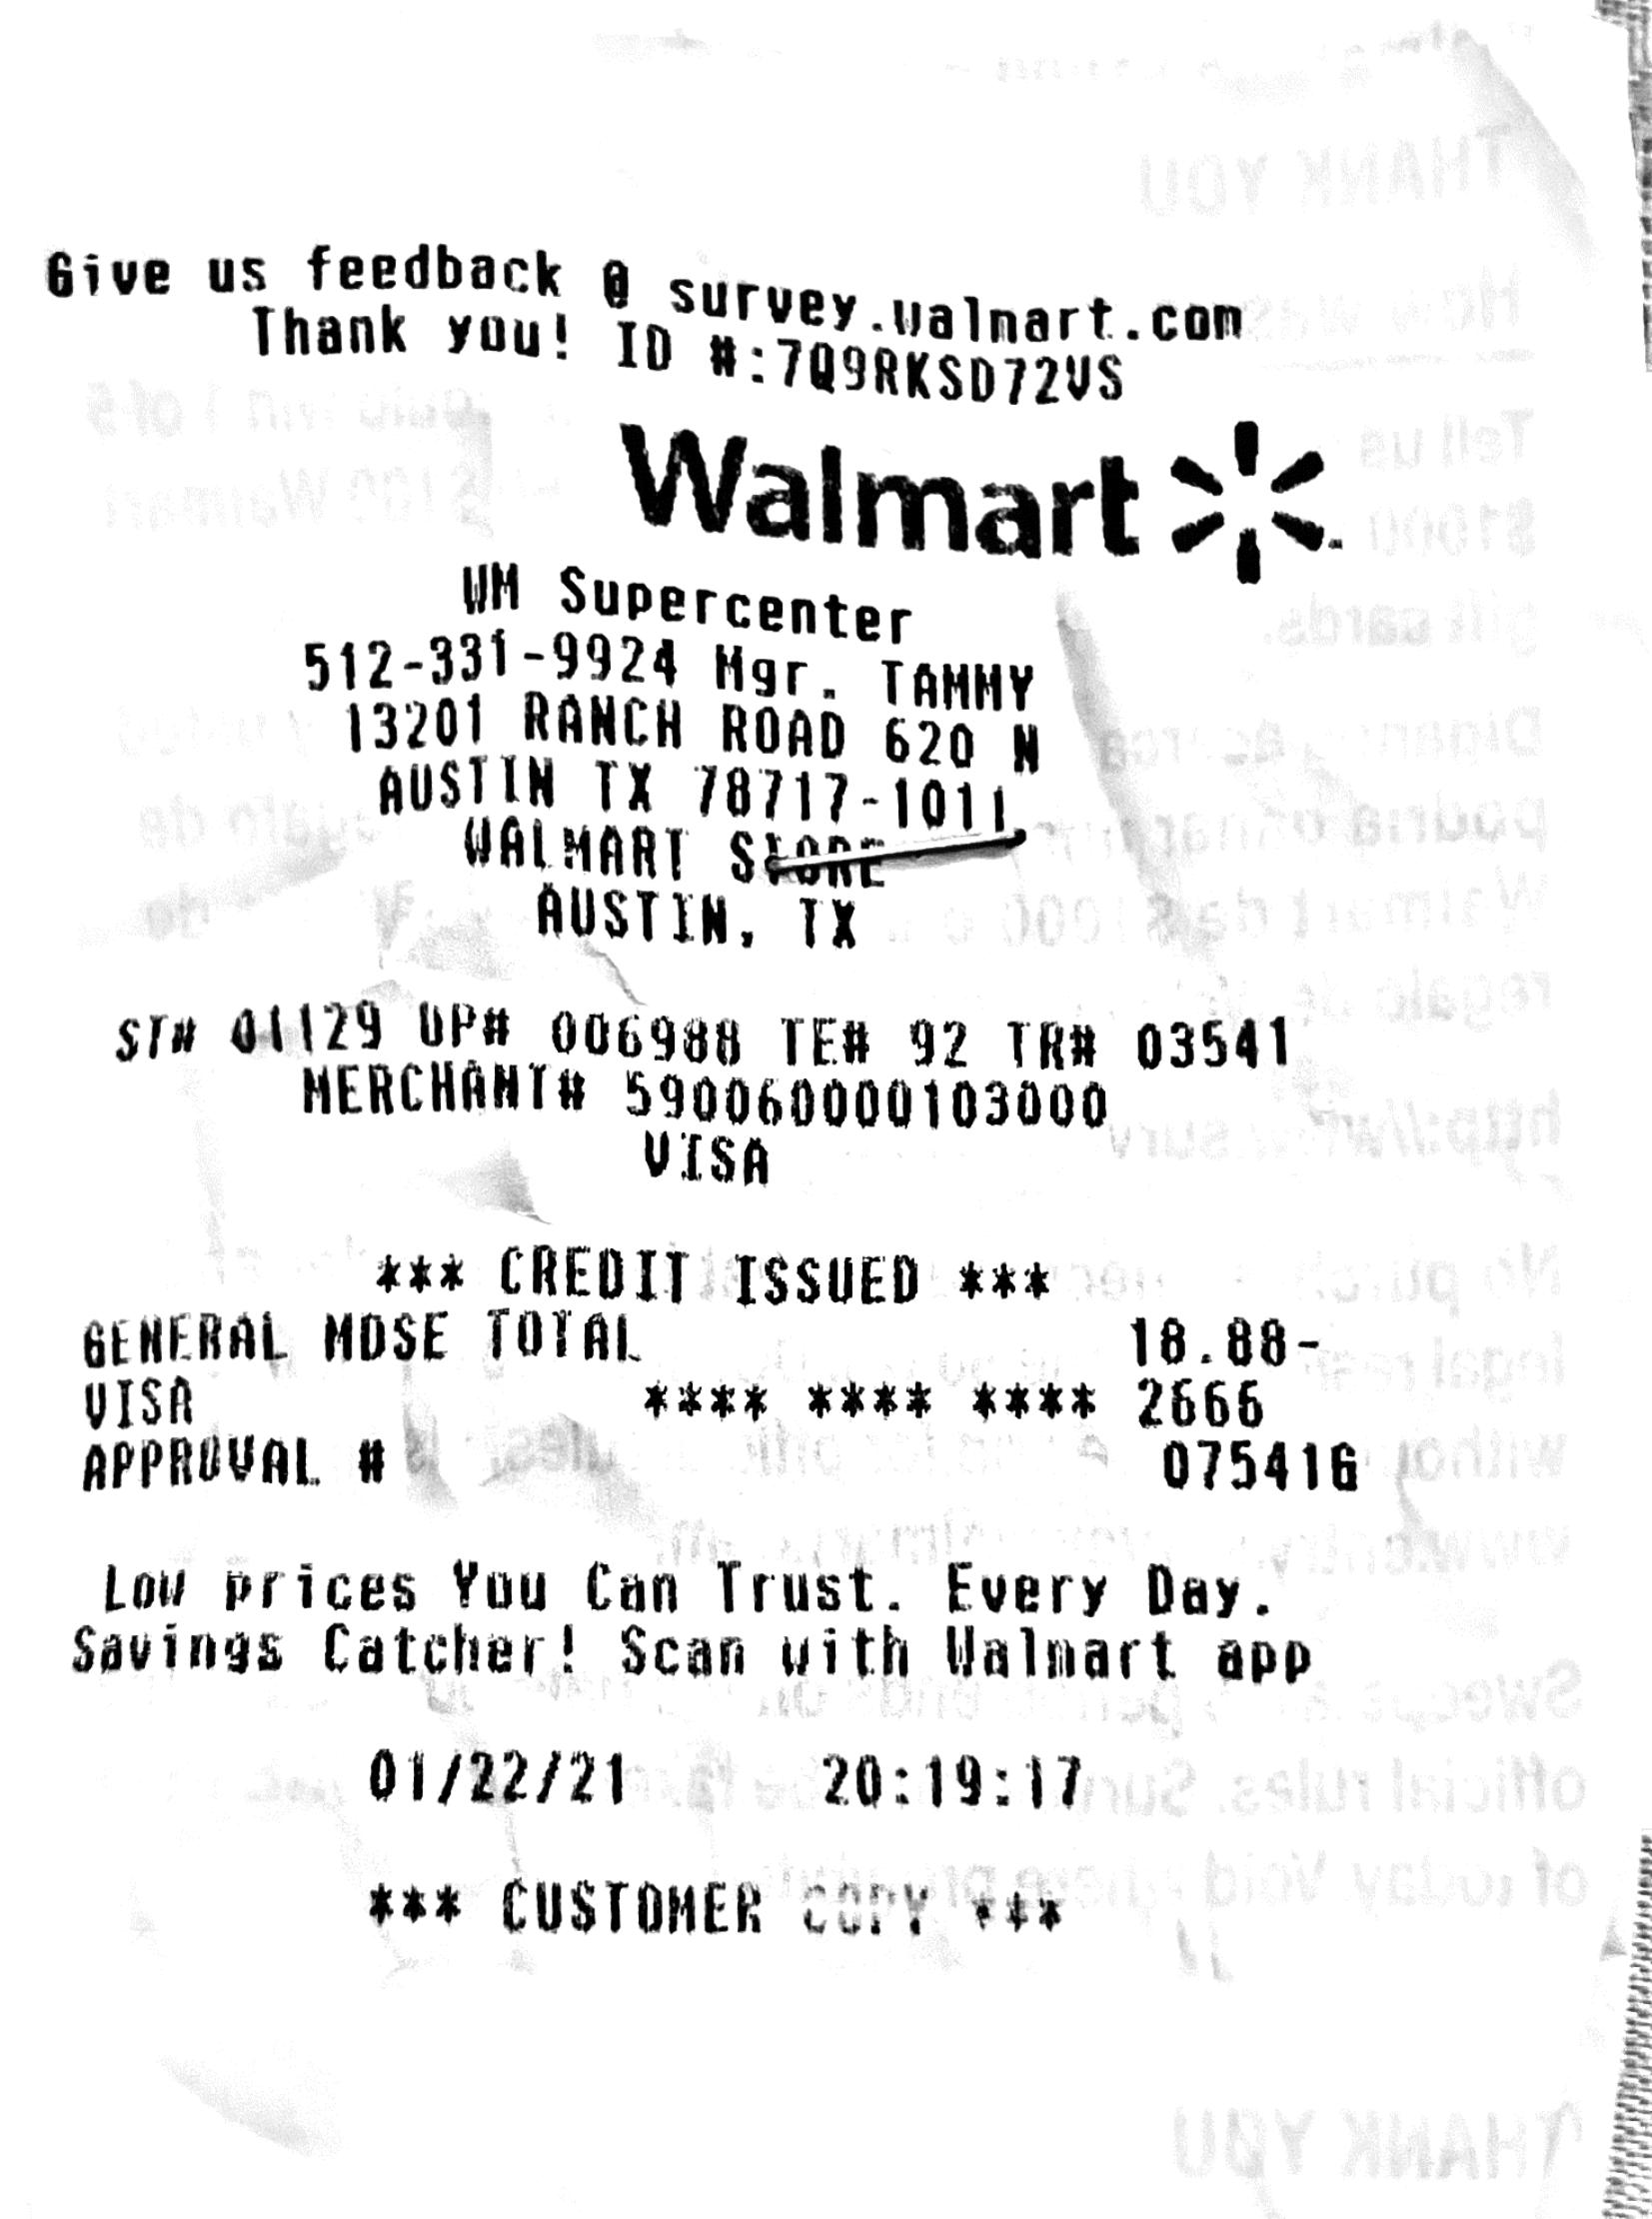 Give us feedback @ survey.walmart.com
Thank you! ID #:7Q9RKSD72VS
Walmart
WM Supercenter
512-331-9924 Mgr. TAMMY
13201 RANCH ROAD 620 N
AUSTIN TX 78717-1011
WALMART STORE
AUSTIN, TX
ST# 01129 OP# 006988 TE# 92 TR# 03541
MERCHANT# 590060000103000
VISA
*** CREDIT ISSUED ***
GENERAL MDSE TOTAL 18.88-
VISA **** **** **** 2666
APPROVAL # 075416
Low prices You Can Trust. Every Day.
Savings Catcher! Scan with Walmart app
01/22/21 20:19:17
*** CUSTOMER COPY ***
THANK YOU